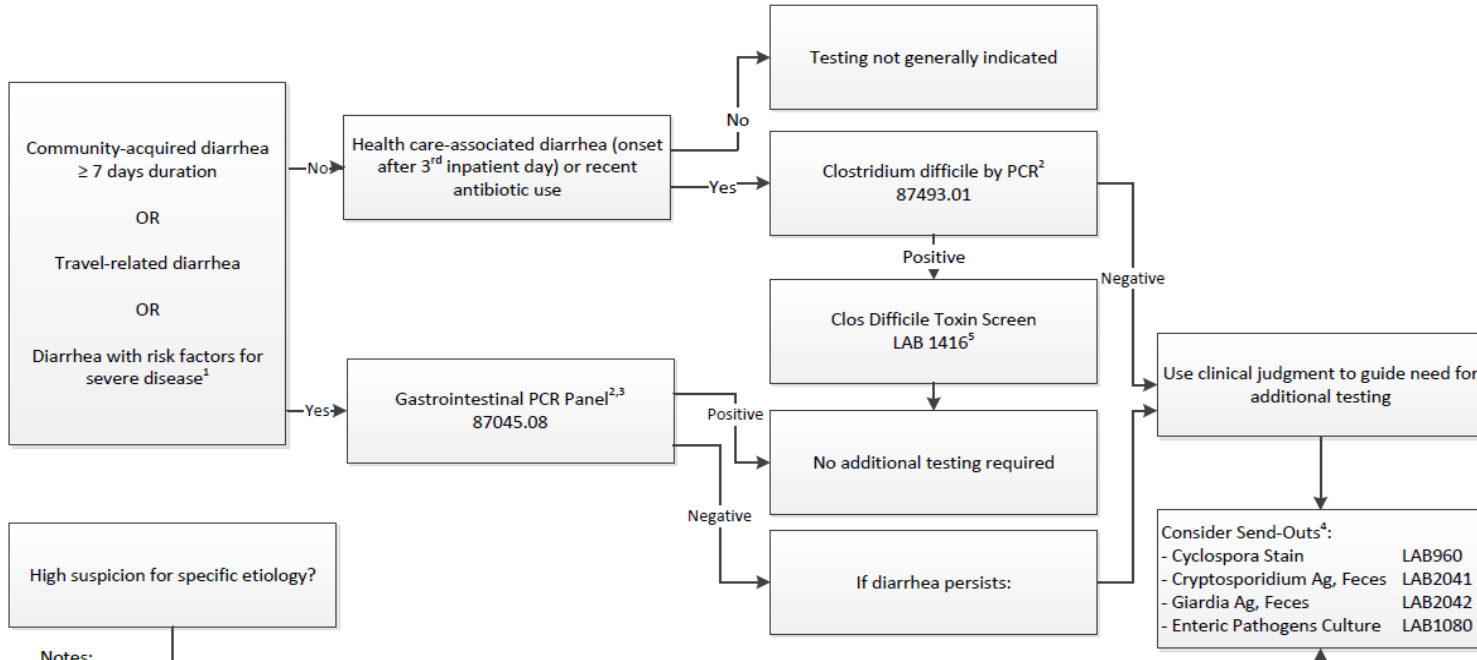 Community-acquired diarrhea
≥ 7 days duration
OR
Travel-related diarrhea
OR
Diarrhea with risk factors for
severe disease¹
No
Health care-associated diarrhea (onset
after 3rd inpatient day) or recent
antibiotic use
No
Testing not generally indicated
Yes
Clostridium difficile by PCR²
87493.01
Positive
Negative
Clos Difficile Toxin Screen
LAB 1416⁵
Yes
Gastrointestinal PCR Panel²,³
87045.08
Positive
No additional testing required
Negative
If diarrhea persists:
Use clinical judgment to guide need for
additional testing
Consider Send-Outs⁴:
- Cyclospora Stain LAB960
- Cryptosporidium Ag, Feces LAB2041
- Giardia Ag, Feces LAB2042
- Enteric Pathogens Culture LAB1080
High suspicion for specific etiology?
Notes: